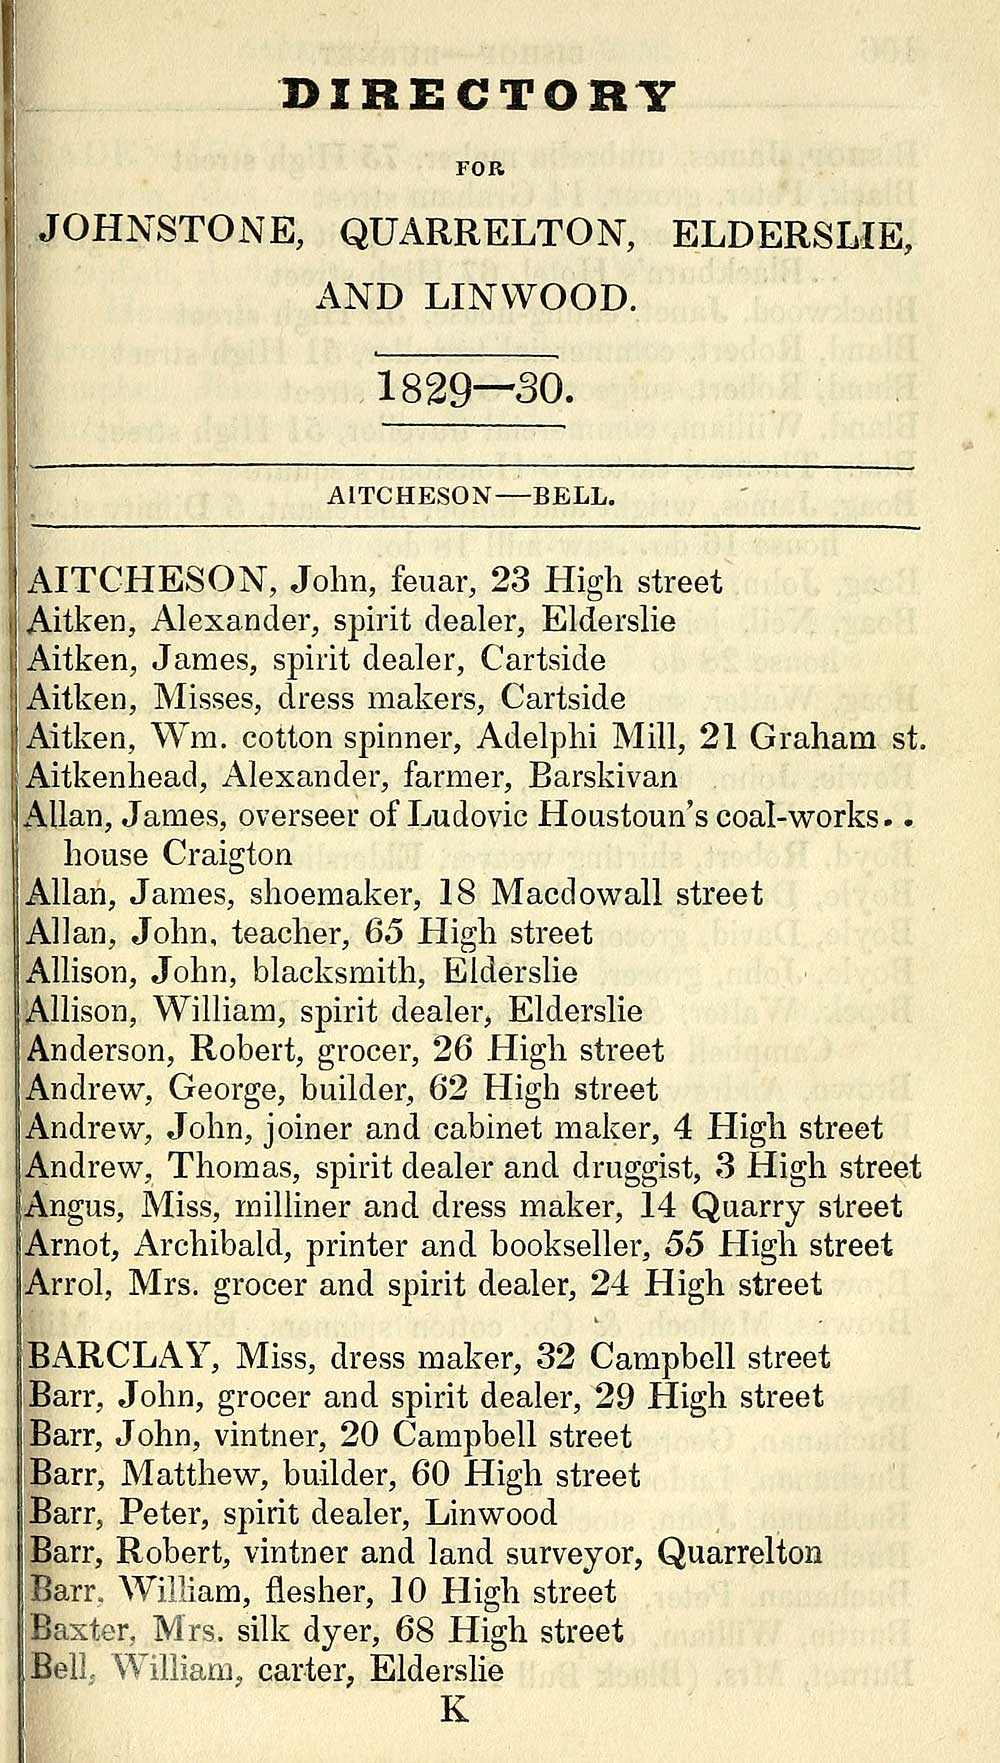 DIRECTORY
FOR
JOHNSTONE, QUARRELTON, ELDERSLIE,
AND LINWOOD.
1829—30.
AITCHESON—BELL.
AITCHESON, John, feuar, 23 High street
Aitken, Alexander, spirit dealer, Elderslie
Aitken, James, spirit dealer, Cartside
Aitken, Misses, dress makers, Cartside
Aitken, Wm. cotton spinner, Adelphi Mill, 21 Graham st.
Aitkenhead, Alexander, farmer, Barskivan
Allan, James, overseer of Ludovic Houstoun's coal-works..
house Craigton
Allan, James, shoemaker, 18 Macdowall street
Allan, John, teacher, 65 High street
Allison, John, blacksmith, Elderslie
Allison, William, spirit dealer, Elderslie
Anderson, Robert, grocer, 26 High street
Andrew, George, builder, 62 High street
Andrew, John, joiner and cabinet maker, 4 High street
Andrew, Thomas, spirit dealer and druggist, 3 High street
Angus, Miss, milliner and dress maker, 14 Quarry street
Arnot, Archibald, printer and bookseller, 55 High street
Arrol, Mrs. grocer and spirit dealer, 24 High street
BARCLAY, Miss, dress maker, 32 Campbell street
Barr, John, grocer and spirit dealer, 29 High street
Barr, John, vintner, 20 Campbell street
Barr, Matthew, builder, 60 High street
Barr, Peter, spirit dealer, Linwood
Barr, Robert, vintner and land surveyor, Quarrelton
Barr, William, flesher, 10 High street
Baxter, Mrs. silk dyer, 68 High street
Bell, William, carter, Elderslie
K